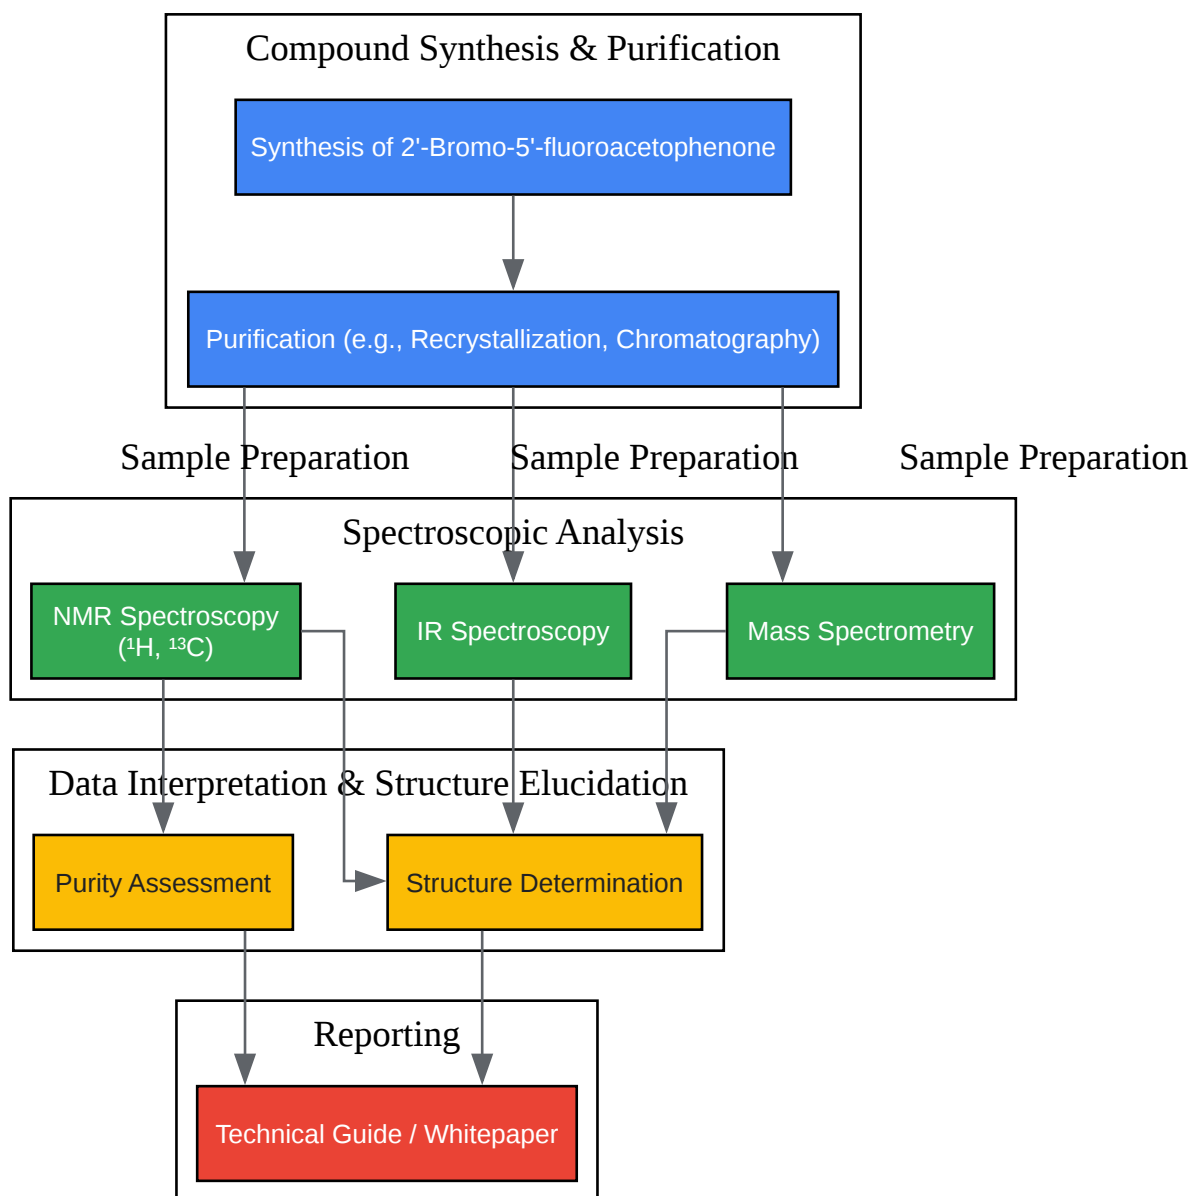 Compound Synthesis & Purification
Synthesis of 2'-Bromo-5'-fluoroacetophenone
Purification (e.g., Recrystallization, Chromatography)
Sample Preparation
Sample Preparation
Sample Preparation
Spectroscopic Analysis
NMR Spectroscopy
(¹H, ¹³C)
IR Spectroscopy
Mass Spectrometry
Data Interpretation & Structure Elucidation
Purity Assessment
Structure Determination
Reporting
Technical Guide / Whitepaper